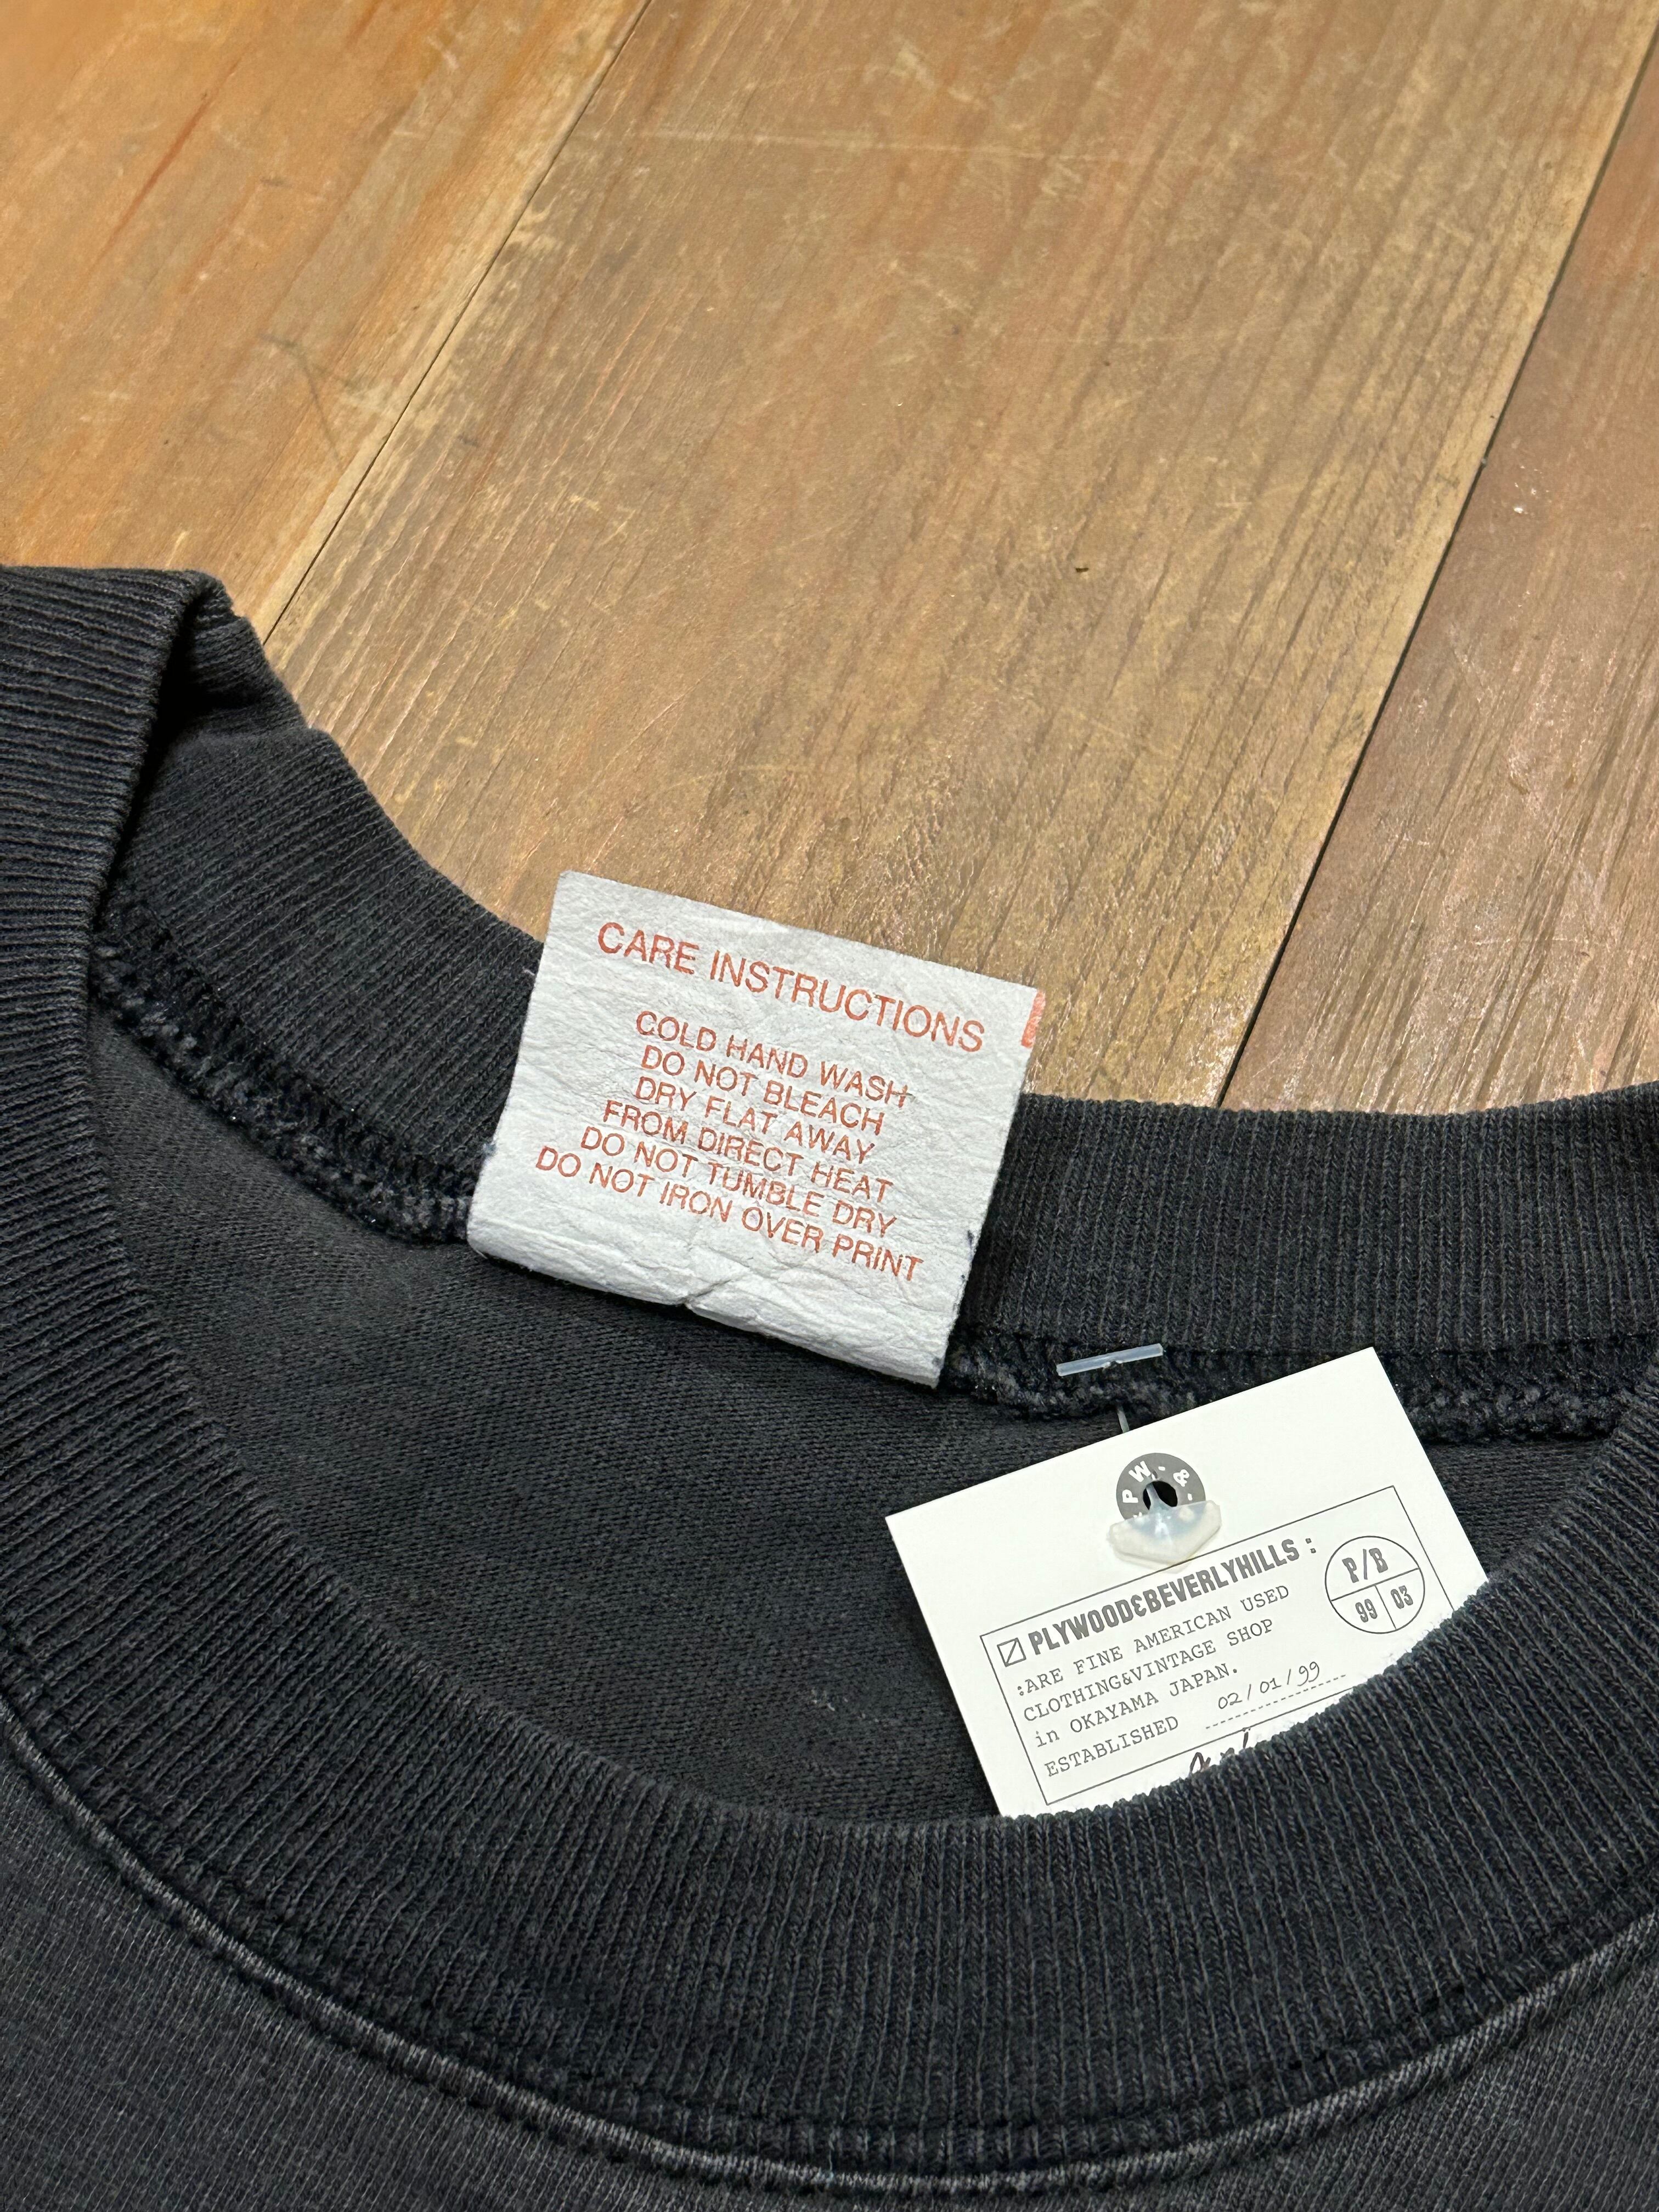 CARE INSTRUCTIONS
COLD HAND WASH
DO NOT BLEACH
DRY FLAT AWAY
FROM DIRECT HEAT
DO NOT TUMBLE DRY
DO NOT IRON OVER PRINT
PW.&.
PLYWOOD&BEVERLYHILLS :
P/B
99 03
:ARE FINE AMERICAN USED
CLOTHING&VINTAGE SHOP
in OKAYAMA JAPAN.
ESTABLISHED 02/01/99